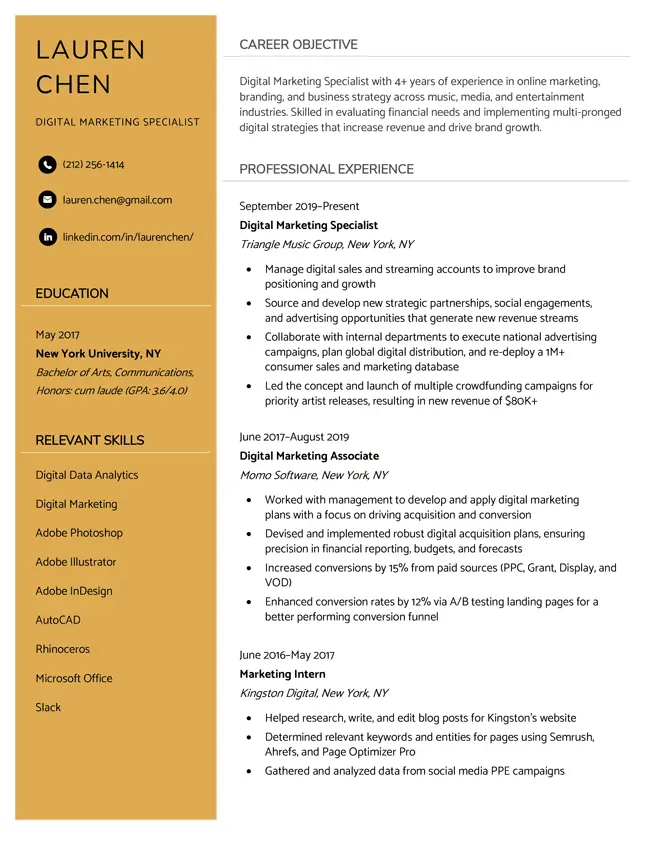 LAUREN
CHEN
DIGITAL MARKETING SPECIALIST
(212) 256-1414
lauren.chen@gmail.com
linkedin.com/in/laurenchen/
EDUCATION
May 2017
New York University, NY
Bachelor of Arts, Communications,
Honors: cum laude (GPA: 3.6/4.0)
RELEVANT SKILLS
Digital Data Analytics
Digital Marketing
Adobe Photoshop
Adobe Illustrator
Adobe InDesign
AutoCAD
Rhinoceros
Microsoft Office
Slack
CAREER OBJECTIVE
Digital Marketing Specialist with 4+ years of experience in online marketing,
branding, and business strategy across music, media, and entertainment
industries. Skilled in evaluating financial needs and implementing multi-pronged
digital strategies that increase revenue and drive brand growth.
PROFESSIONAL EXPERIENCE
September 2019–Present
Digital Marketing Specialist
Triangle Music Group, New York, NY
• Manage digital sales and streaming accounts to improve brand
positioning and growth
• Source and develop new strategic partnerships, social engagements,
and advertising opportunities that generate new revenue streams
• Collaborate with internal departments to execute national advertising
campaigns, plan global digital distribution, and re-deploy a 1M+
consumer sales and marketing database
• Led the concept and launch of multiple crowdfunding campaigns for
priority artist releases, resulting in new revenue of $80K+
June 2017–August 2019
Digital Marketing Associate
Momo Software, New York, NY
• Worked with management to develop and apply digital marketing
plans with a focus on driving acquisition and conversion
• Devised and implemented robust digital acquisition plans, ensuring
precision in financial reporting, budgets, and forecasts
• Increased conversions by 15% from paid sources (PPC, Grant, Display, and
VOD)
• Enhanced conversion rates by 12% via A/B testing landing pages for a
better performing conversion funnel
June 2016–May 2017
Marketing Intern
Kingston Digital, New York, NY
• Helped research, write, and edit blog posts for Kingston's website
• Determined relevant keywords and entities for pages using Semrush,
Ahrefs, and Page Optimizer Pro
• Gathered and analyzed data from social media PPE campaigns